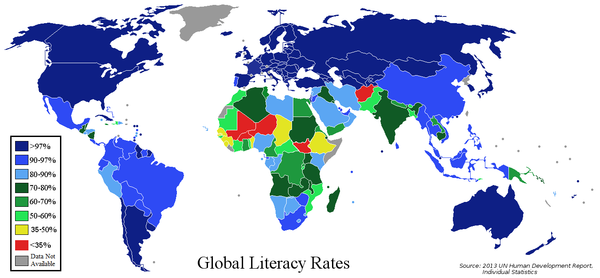 >97%
90-97%
80-90%
70-80%
60-70%
50-60%
35-50%
<35%
Data Not
Available
Global Literacy Rates
Source: 2013 UN Human Development Report.
Individual Statistics